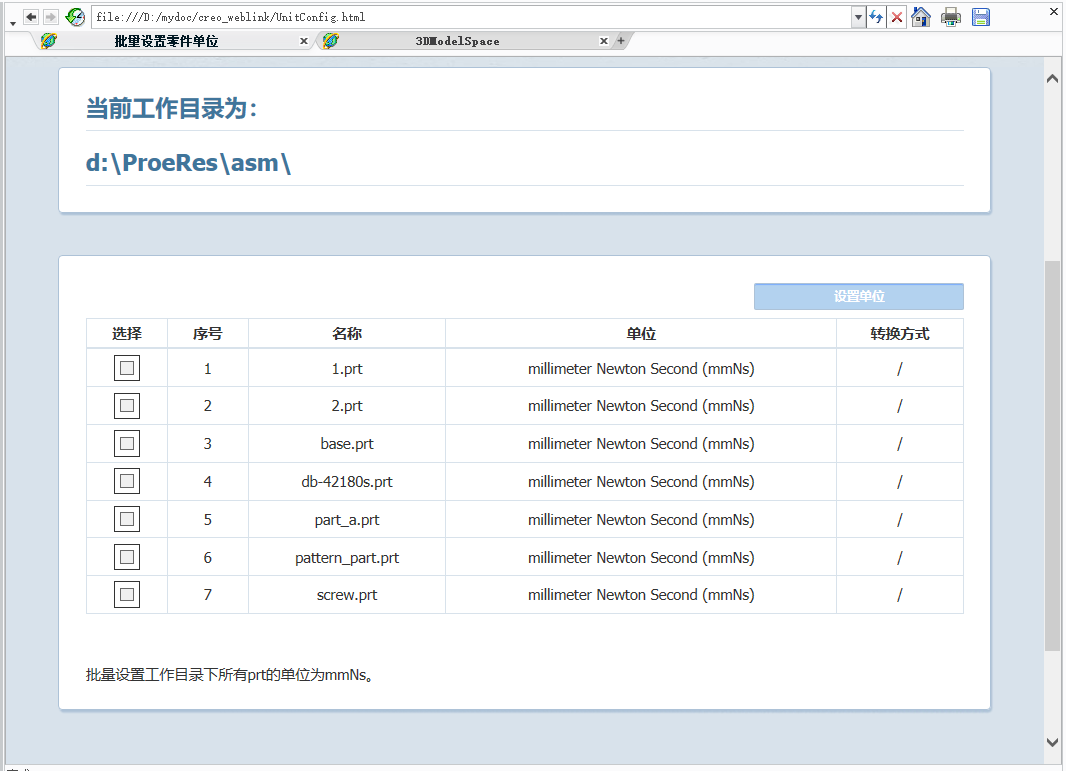 file:///D:/mydoc/creo_weblink/UnitConfig.html
批量设置零件单位 3DModelSpace
当前工作目录为：
d:\ProeRes\asm\
设置单位
选择 序号 名称 单位 转换方式
1 1.prt millimeter Newton Second (mmNs) /
2 2.prt millimeter Newton Second (mmNs) /
3 base.prt millimeter Newton Second (mmNs) /
4 db-42180s.prt millimeter Newton Second (mmNs) /
5 part_a.prt millimeter Newton Second (mmNs) /
6 pattern_part.prt millimeter Newton Second (mmNs) /
7 screw.prt millimeter Newton Second (mmNs) /
批量设置工作目录下所有prt的单位为mmNs。